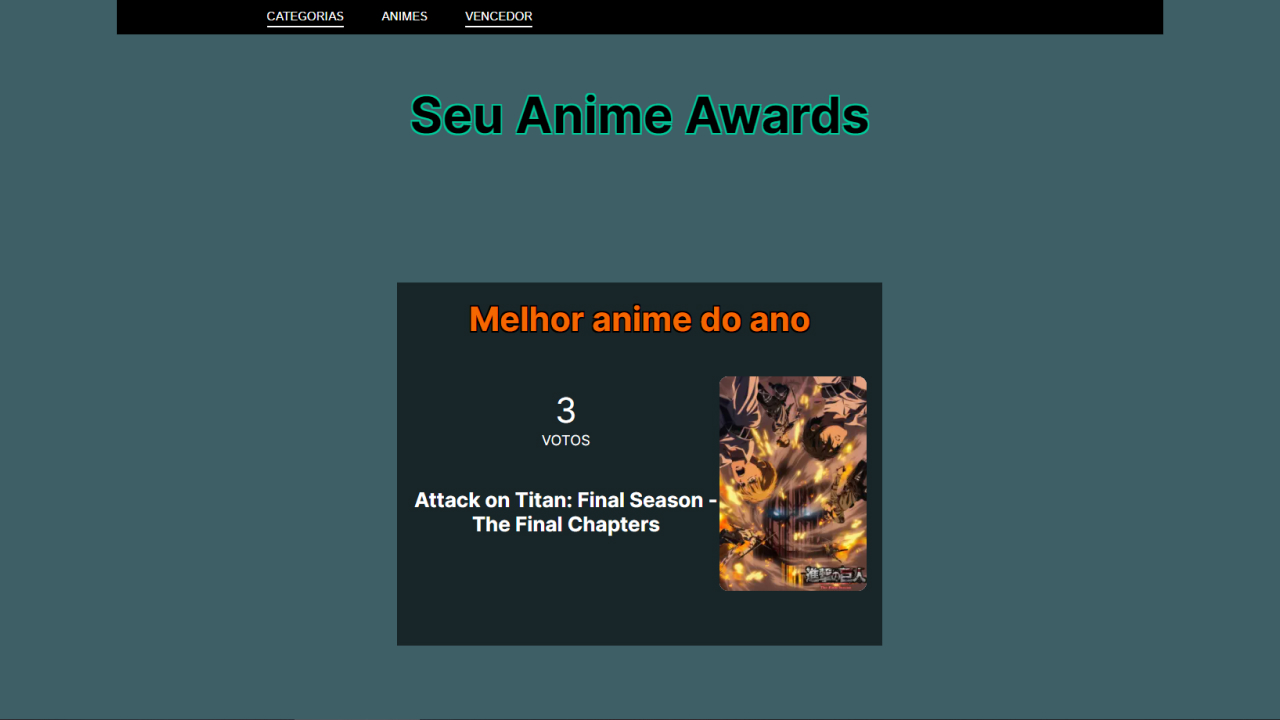 CATEGORIAS ANIMES VENCEDOR
Seu Anime Awards
Melhor anime do ano
3
VOTOS
Attack on Titan: Final Season -
The Final Chapters
進撃の巨人